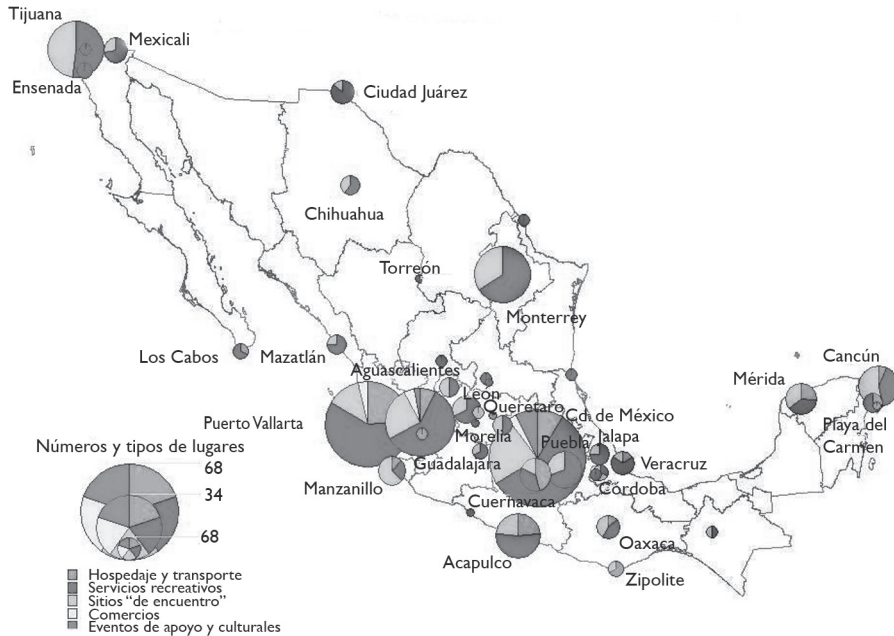 Tijuana
Mexicali
Ensenada
Ciudad Juárez
Chihuahua
Torreón
Monterrey
Los Cabos
Mazatlán
Aguascalientes
León
Querétaro
Puerto Vallarta
Cd. de México
Morelia
Puebla
Jalapa
Guadalajara
Veracruz
Manzanillo
Córdoba
Cuernavaca
Acapulco
Oaxaca
Zipolite
Mérida
Cancún
Playa del
Carmen
Números y tipos de lugares
68
34
68
Hospedaje y transporte
Servicios recreativos
Sitios “de encuentro”
Comercios
Eventos de apoyo y culturales